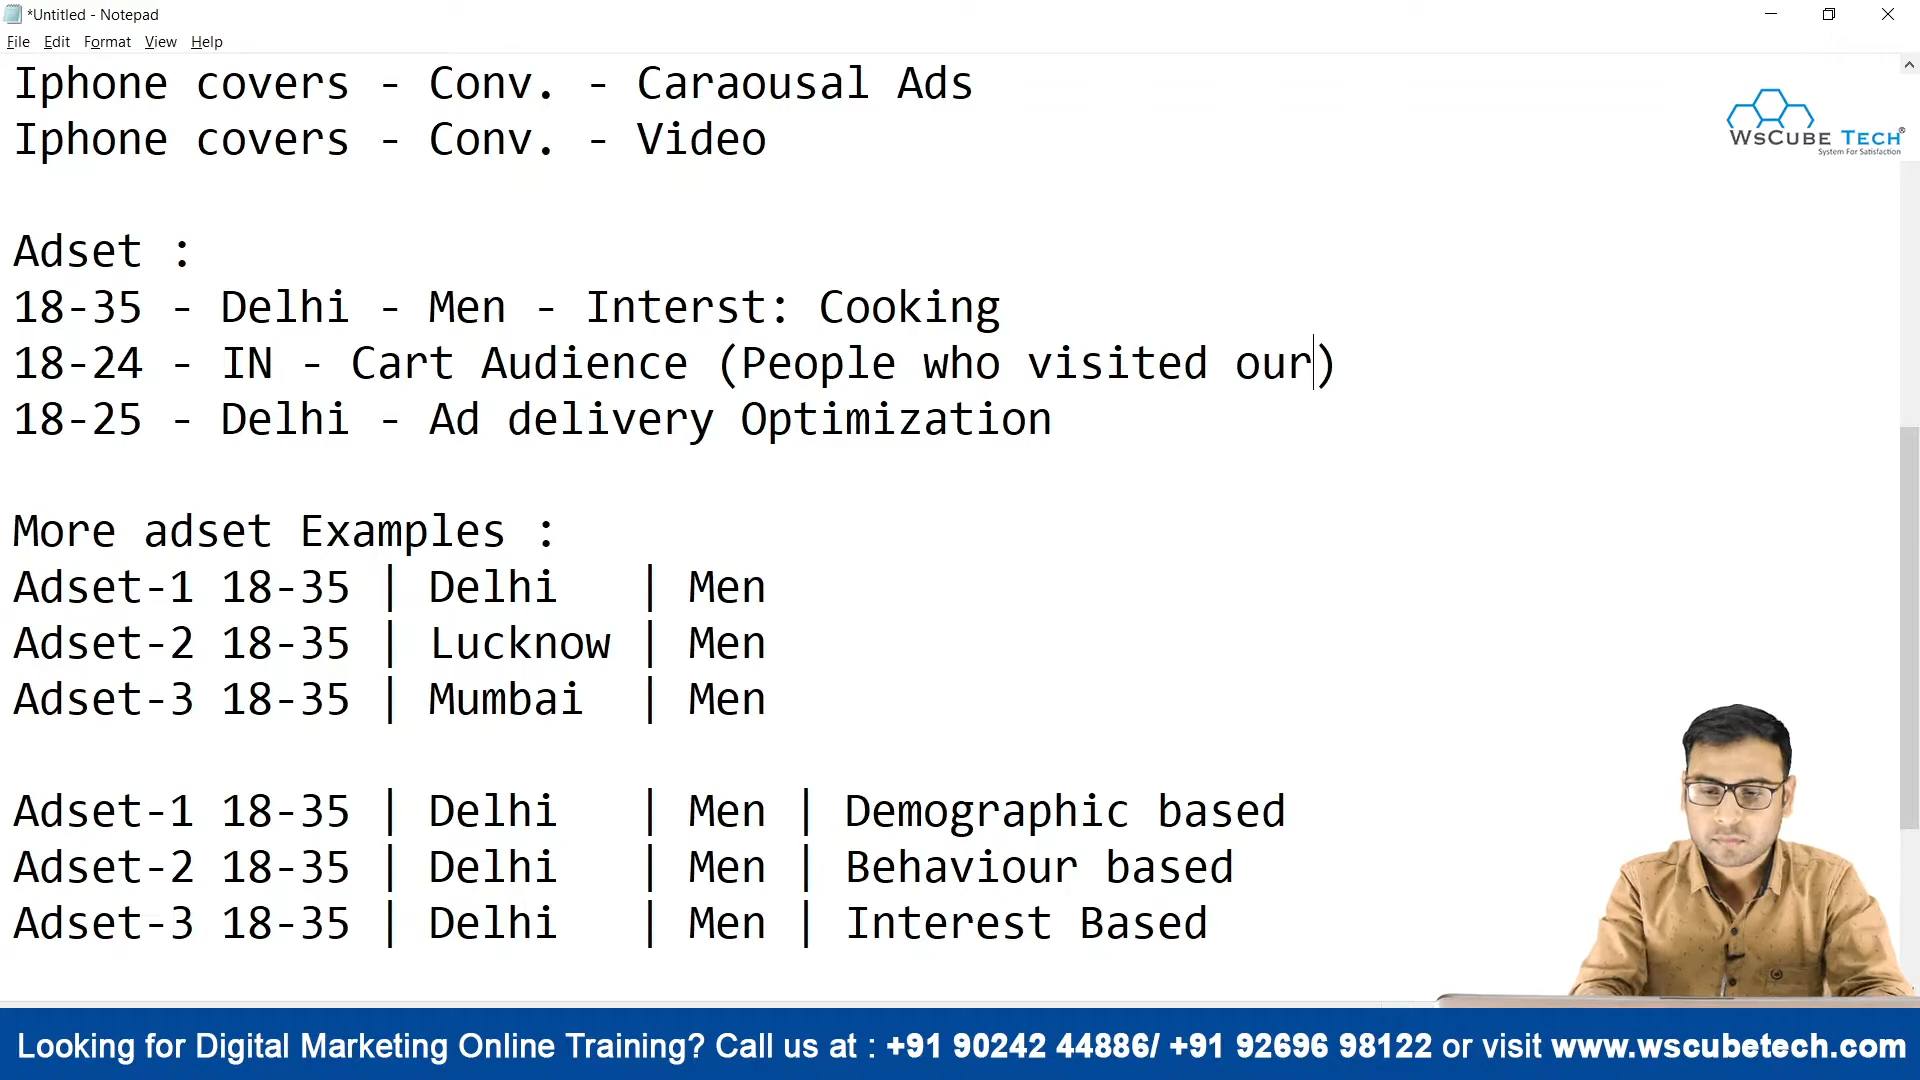 *Untitled - Notepad
File Edit Format View Help
Iphone covers - Conv. - Caraousal Ads
Iphone covers - Conv. - Video
WsCube Tech®
System For Satisfaction
Adset :
18-35 - Delhi - Men - Interst: Cooking
18-24 - IN - Cart Audience (People who visited our)
18-25 - Delhi - Ad delivery Optimization
More adset Examples :
Adset-1 18-35 | Delhi | Men
Adset-2 18-35 | Lucknow | Men
Adset-3 18-35 | Mumbai | Men
Adset-1 18-35 | Delhi | Men | Demographic based
Adset-2 18-35 | Delhi | Men | Behaviour based
Adset-3 18-35 | Delhi | Men | Interest Based
Looking for Digital Marketing Online Training? Call us at : +91 90242 44886/ +91 92696 98122 or visit www.wscubetech.com